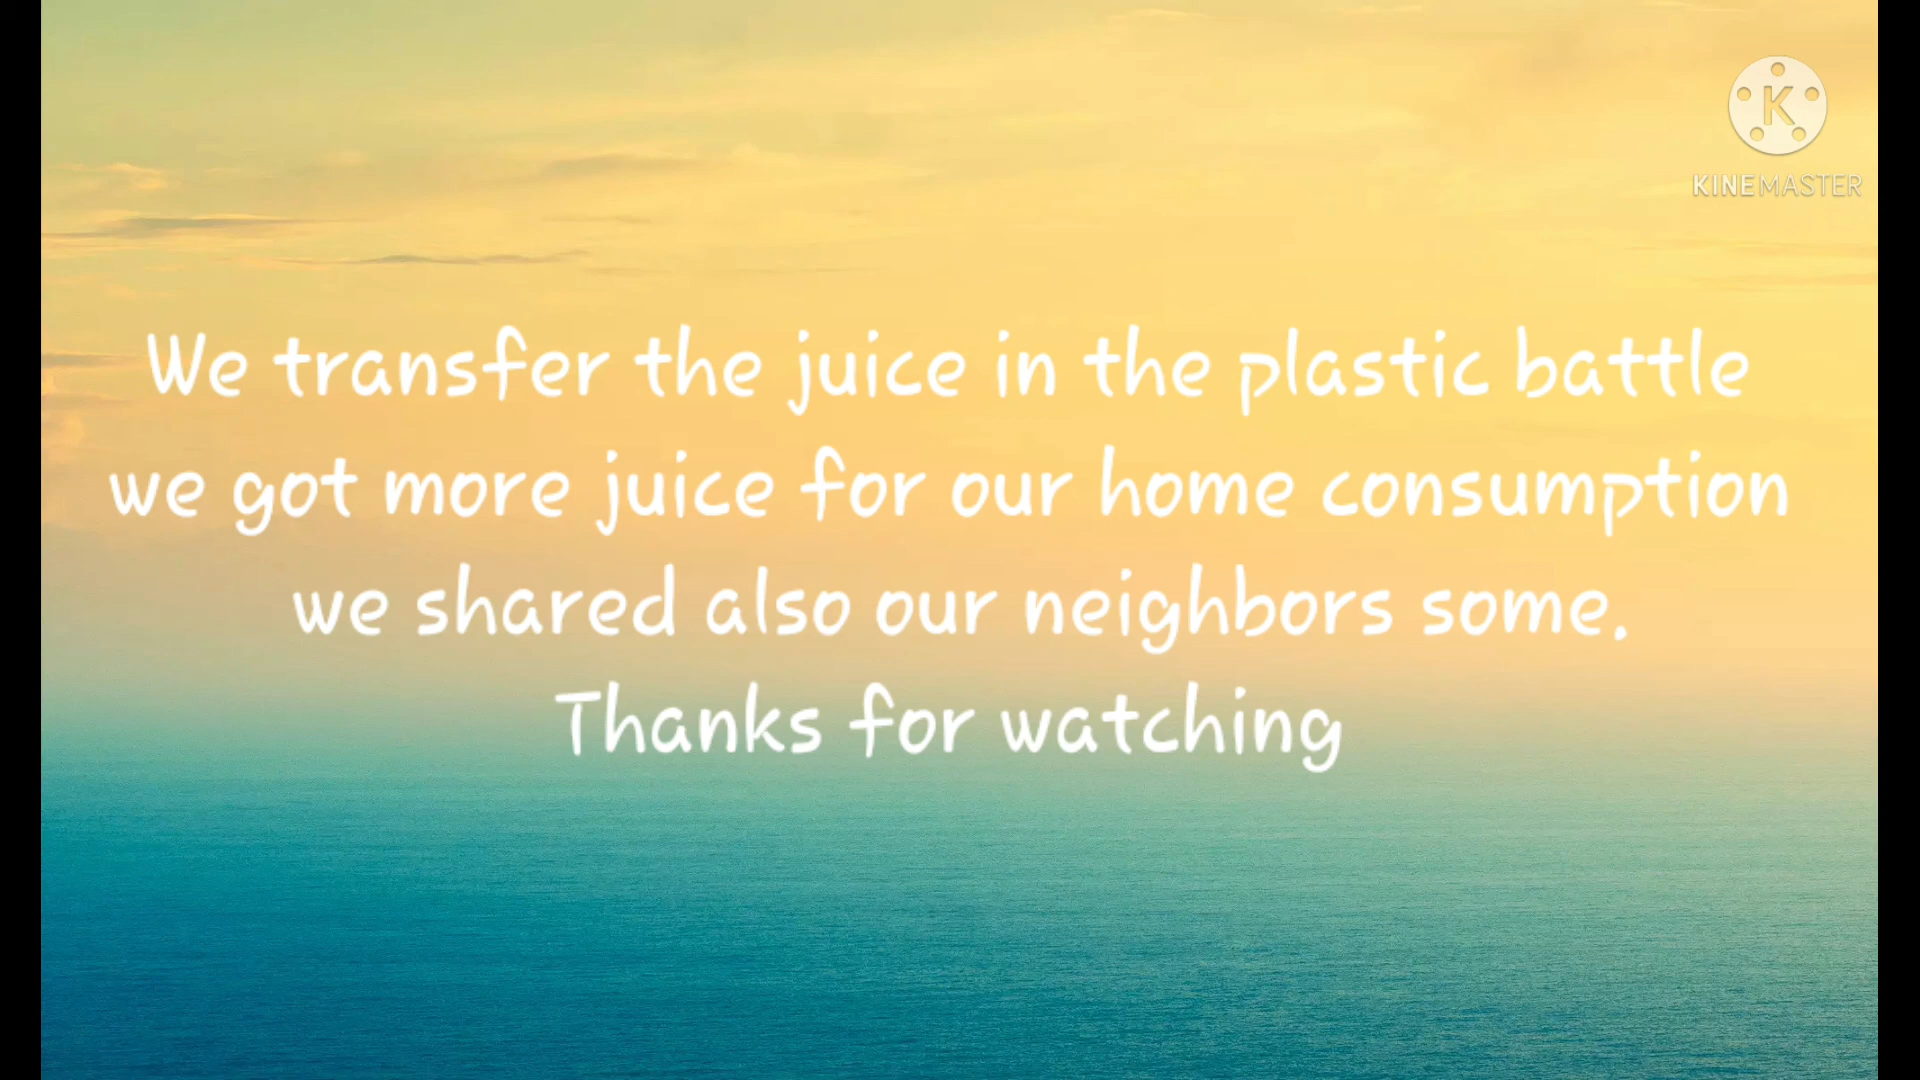 K
KINEMASTER
We transfer the juice in the plastic battle
we got more juice for our home consumption
we shared also our neighbors some.
Thanks for watching